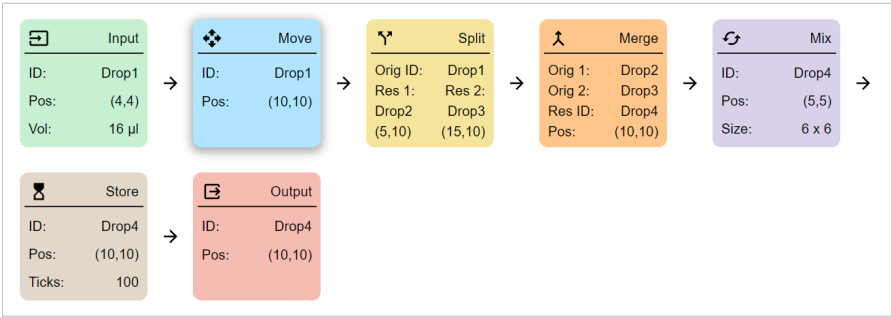 Input
ID: Drop1
Pos: (4,4)
Vol: 16 µl
Move
ID: Drop1
Pos: (10,10)
Split
Orig ID: Drop1
Res 1: Res 2:
Drop2 Drop3
(5,10) (15,10)
Merge
Orig 1: Drop2
Orig 2: Drop3
Res ID: Drop4
Pos: (10,10)
Mix
ID: Drop4
Pos: (5,5)
Size: 6 x 6
Store
ID: Drop4
Pos: (10,10)
Ticks: 100
Output
ID: Drop4
Pos: (10,10)